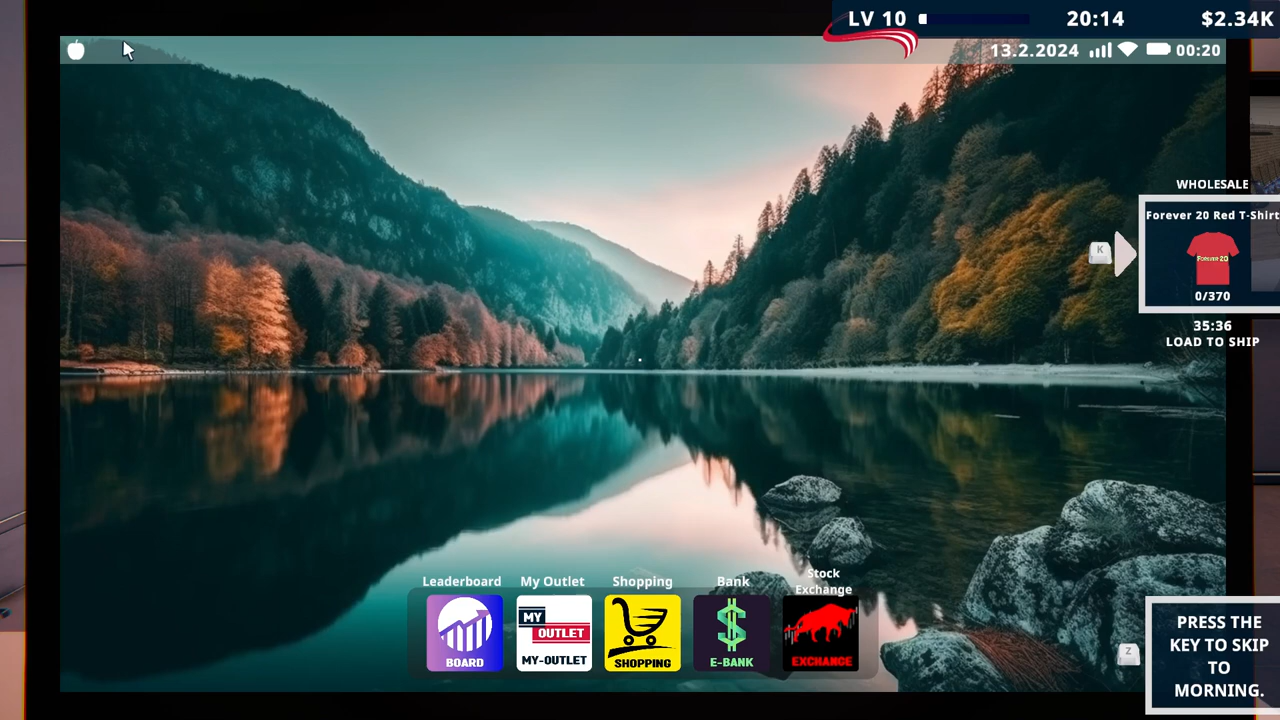 LV 10
20:14
$2.34K
13.2.2024
00:20
WHOLESALE
Forever 20 Red T-Shirt
K
Forever 20
0/370
35:36
LOAD TO SHIP
Leaderboard
My Outlet
Shopping
Bank
Stock
Exchange
BOARD
MY
OUTLET
MY-OUTLET
SHOPPING
$
E-BANK
EXCHANGE
Z
PRESS THE
KEY TO SKIP
TO
MORNING.